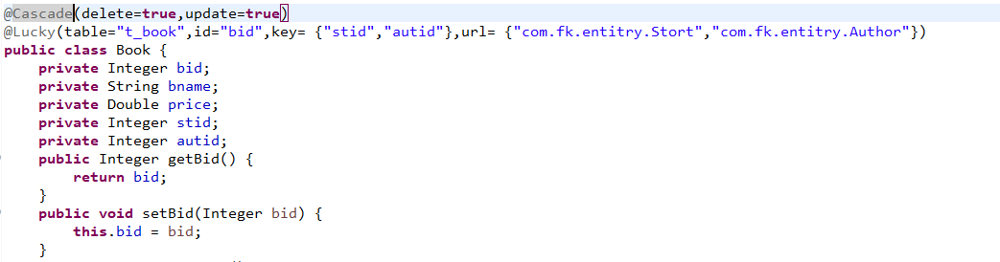 @Cascade(delete=true,update=true)
@Lucky(table="t_book",id="bid",key= {"stid","autid"},url= {"com.fk.entitry.Stort","com.fk.entitry.Author"})
public class Book {
    private Integer bid;
    private String bname;
    private Double price;
    private Integer stid;
    private Integer autid;
    public Integer getBid() {
        return bid;
    }
    public void setBid(Integer bid) {
        this.bid = bid;
    }